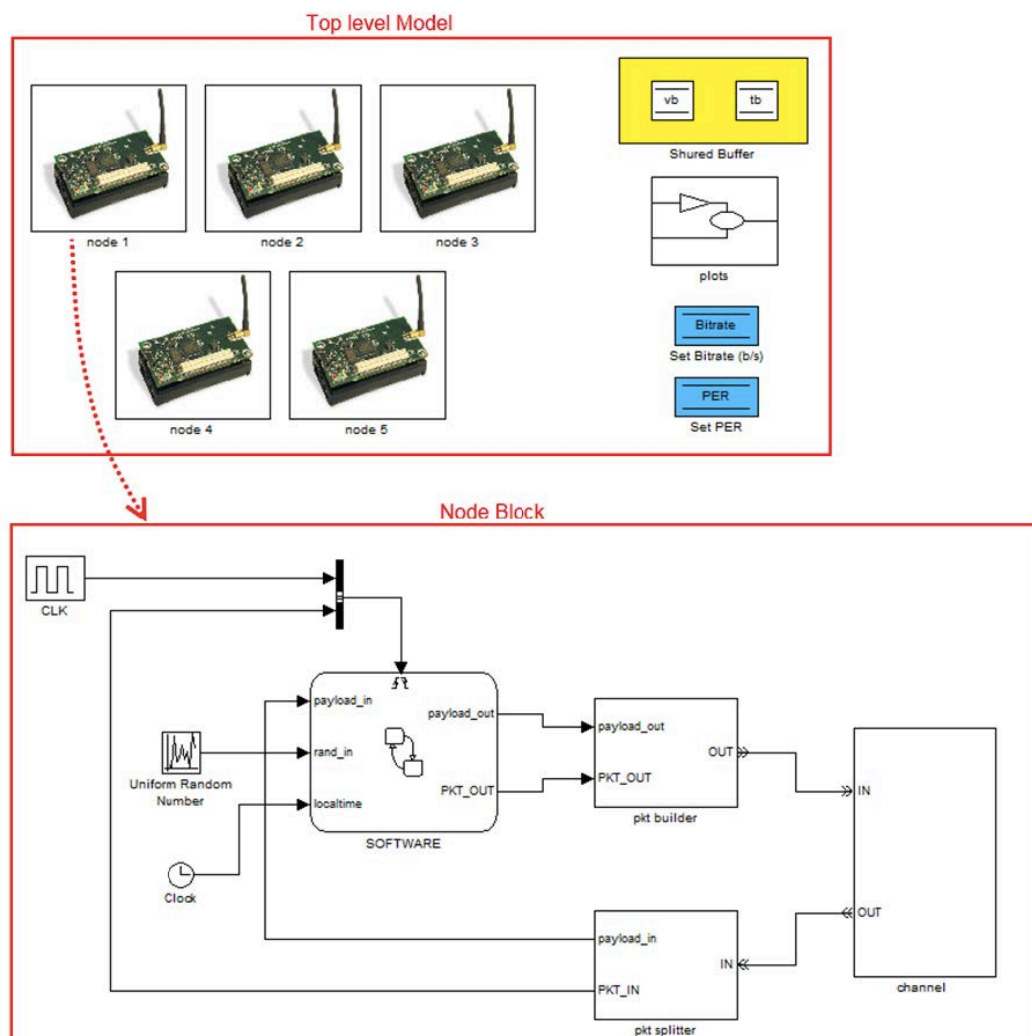 Top level Model
vb
tb
Shured Buffer
node 1
node 2
node 3
plots
Bitrate
Set Bitrate (b/s)
PER
Set PER
node 4
node 5
Node Block
CLK
payload_in
payload_out
rand_in
Uniform Random
Number
localtime
PKT_OUT
SOFTWARE
Clock
payload_out
OUT
PKT_OUT
pkt builder
IN
OUT
channel
payload_in
IN
PKT_IN
pkt splitter